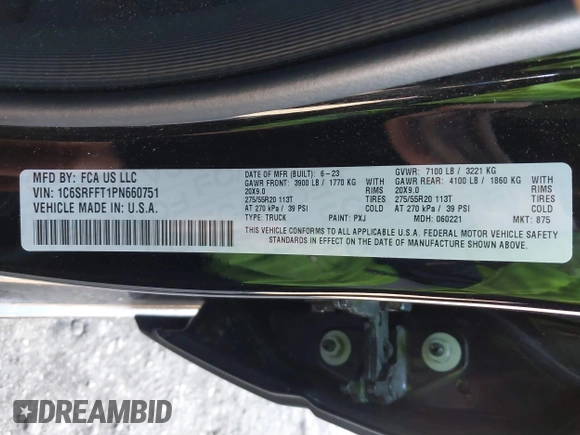 MFD BY: FCA US LLC
VIN: 1C6SRFFT1PN660751
VEHICLE MADE IN: U.S.A.
DATE OF MFR (BUILT): 6-23
GAWR FRONT: 3900 LB / 1770 KG
WITH RIMS
20X9.0
275/55R20 113T
AT 270 kPa / 39 PSI
TYPE: TRUCK PAINT: PXJ
GVWR: 7100 LB / 3221 KG
GAWR REAR: 4100 LB / 1860 KG
WITH RIMS
20X9.0
275/55R20 113T
AT 270 kPa / 39 PSI
MDH: 060221 MKT: 875
THIS VEHICLE CONFORMS TO ALL APPLICABLE U.S.A. FEDERAL MOTOR VEHICLE SAFETY
STANDARDS IN EFFECT ON THE DATE OF MANUFACTURE SHOWN ABOVE.
DREAMBID